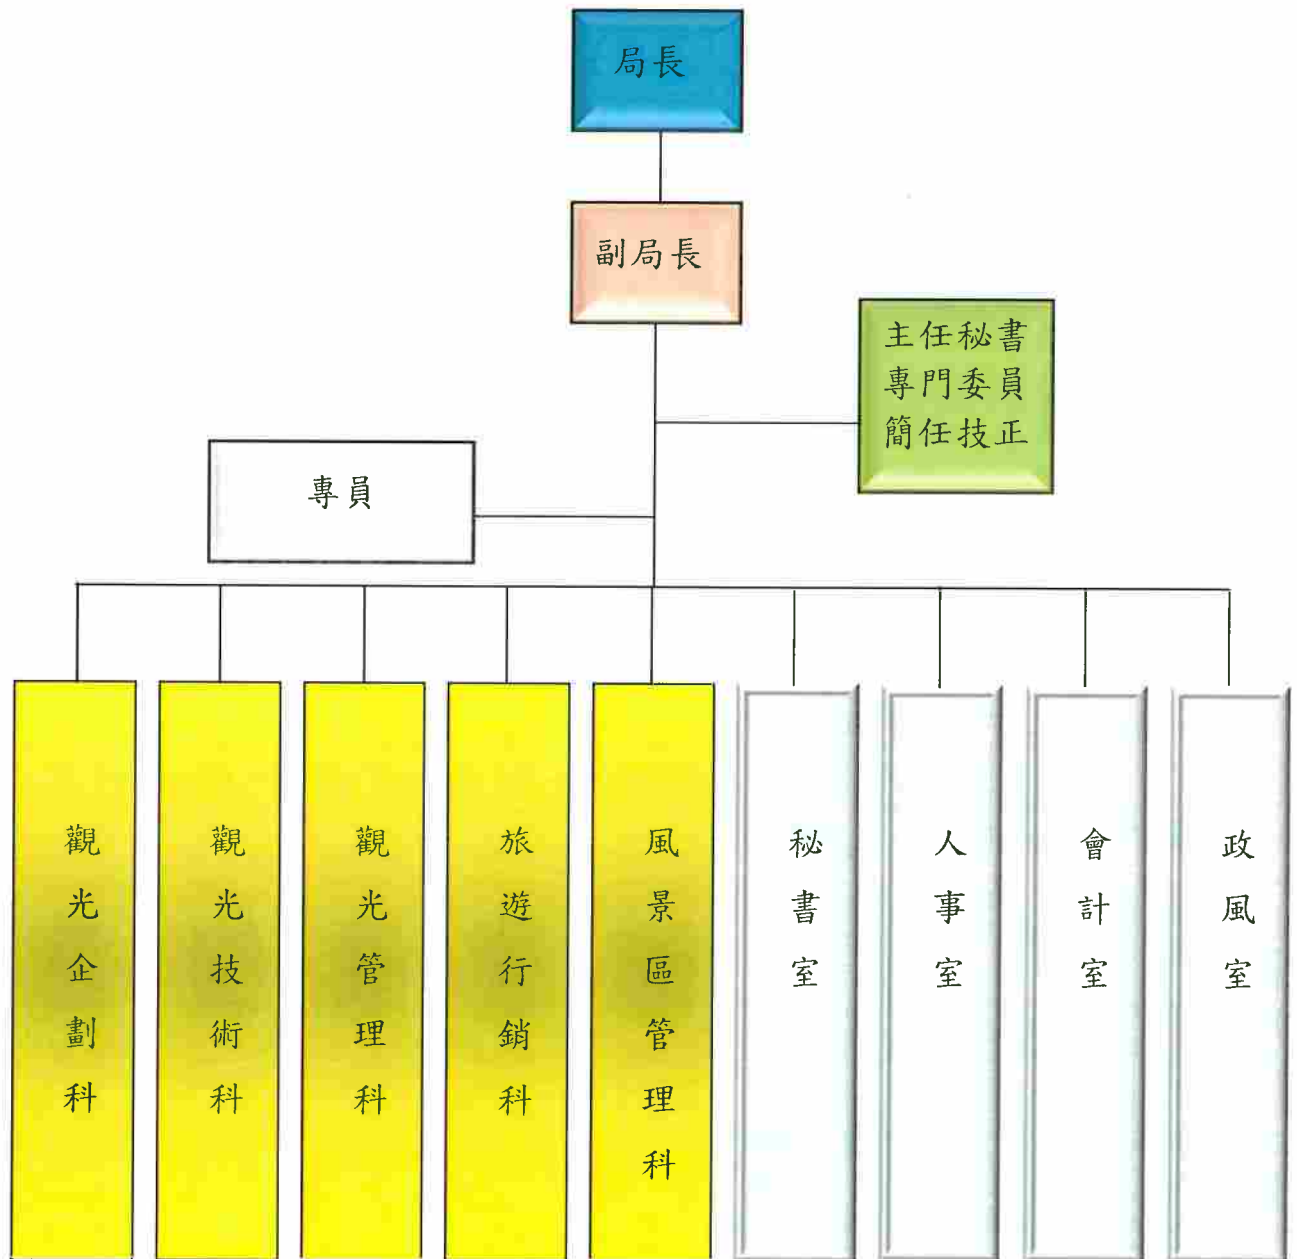 局長
副局長
主任秘書
專門委員
簡任技正
專員
觀光企劃科
觀光技術科
觀光管理科
旅遊行銷科
風景區管理科
秘書室
人事室
會計室
政風室